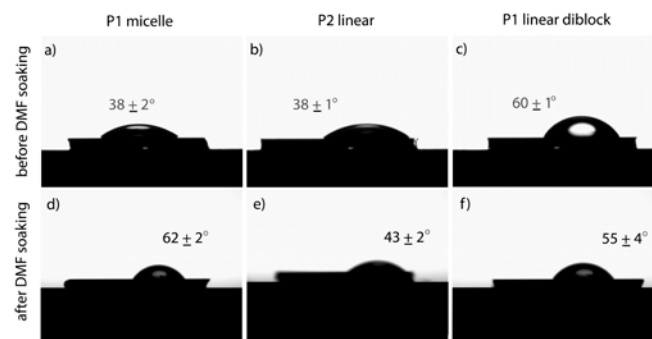 P1 micelle
P2 linear
P1 linear diblock
before DMF soaking
a)
38 ± 2°
b)
38 ± 1°
c)
60 ± 1°
after DMF soaking
d)
62 ± 2°
e)
43 ± 2°
f)
55 ± 4°